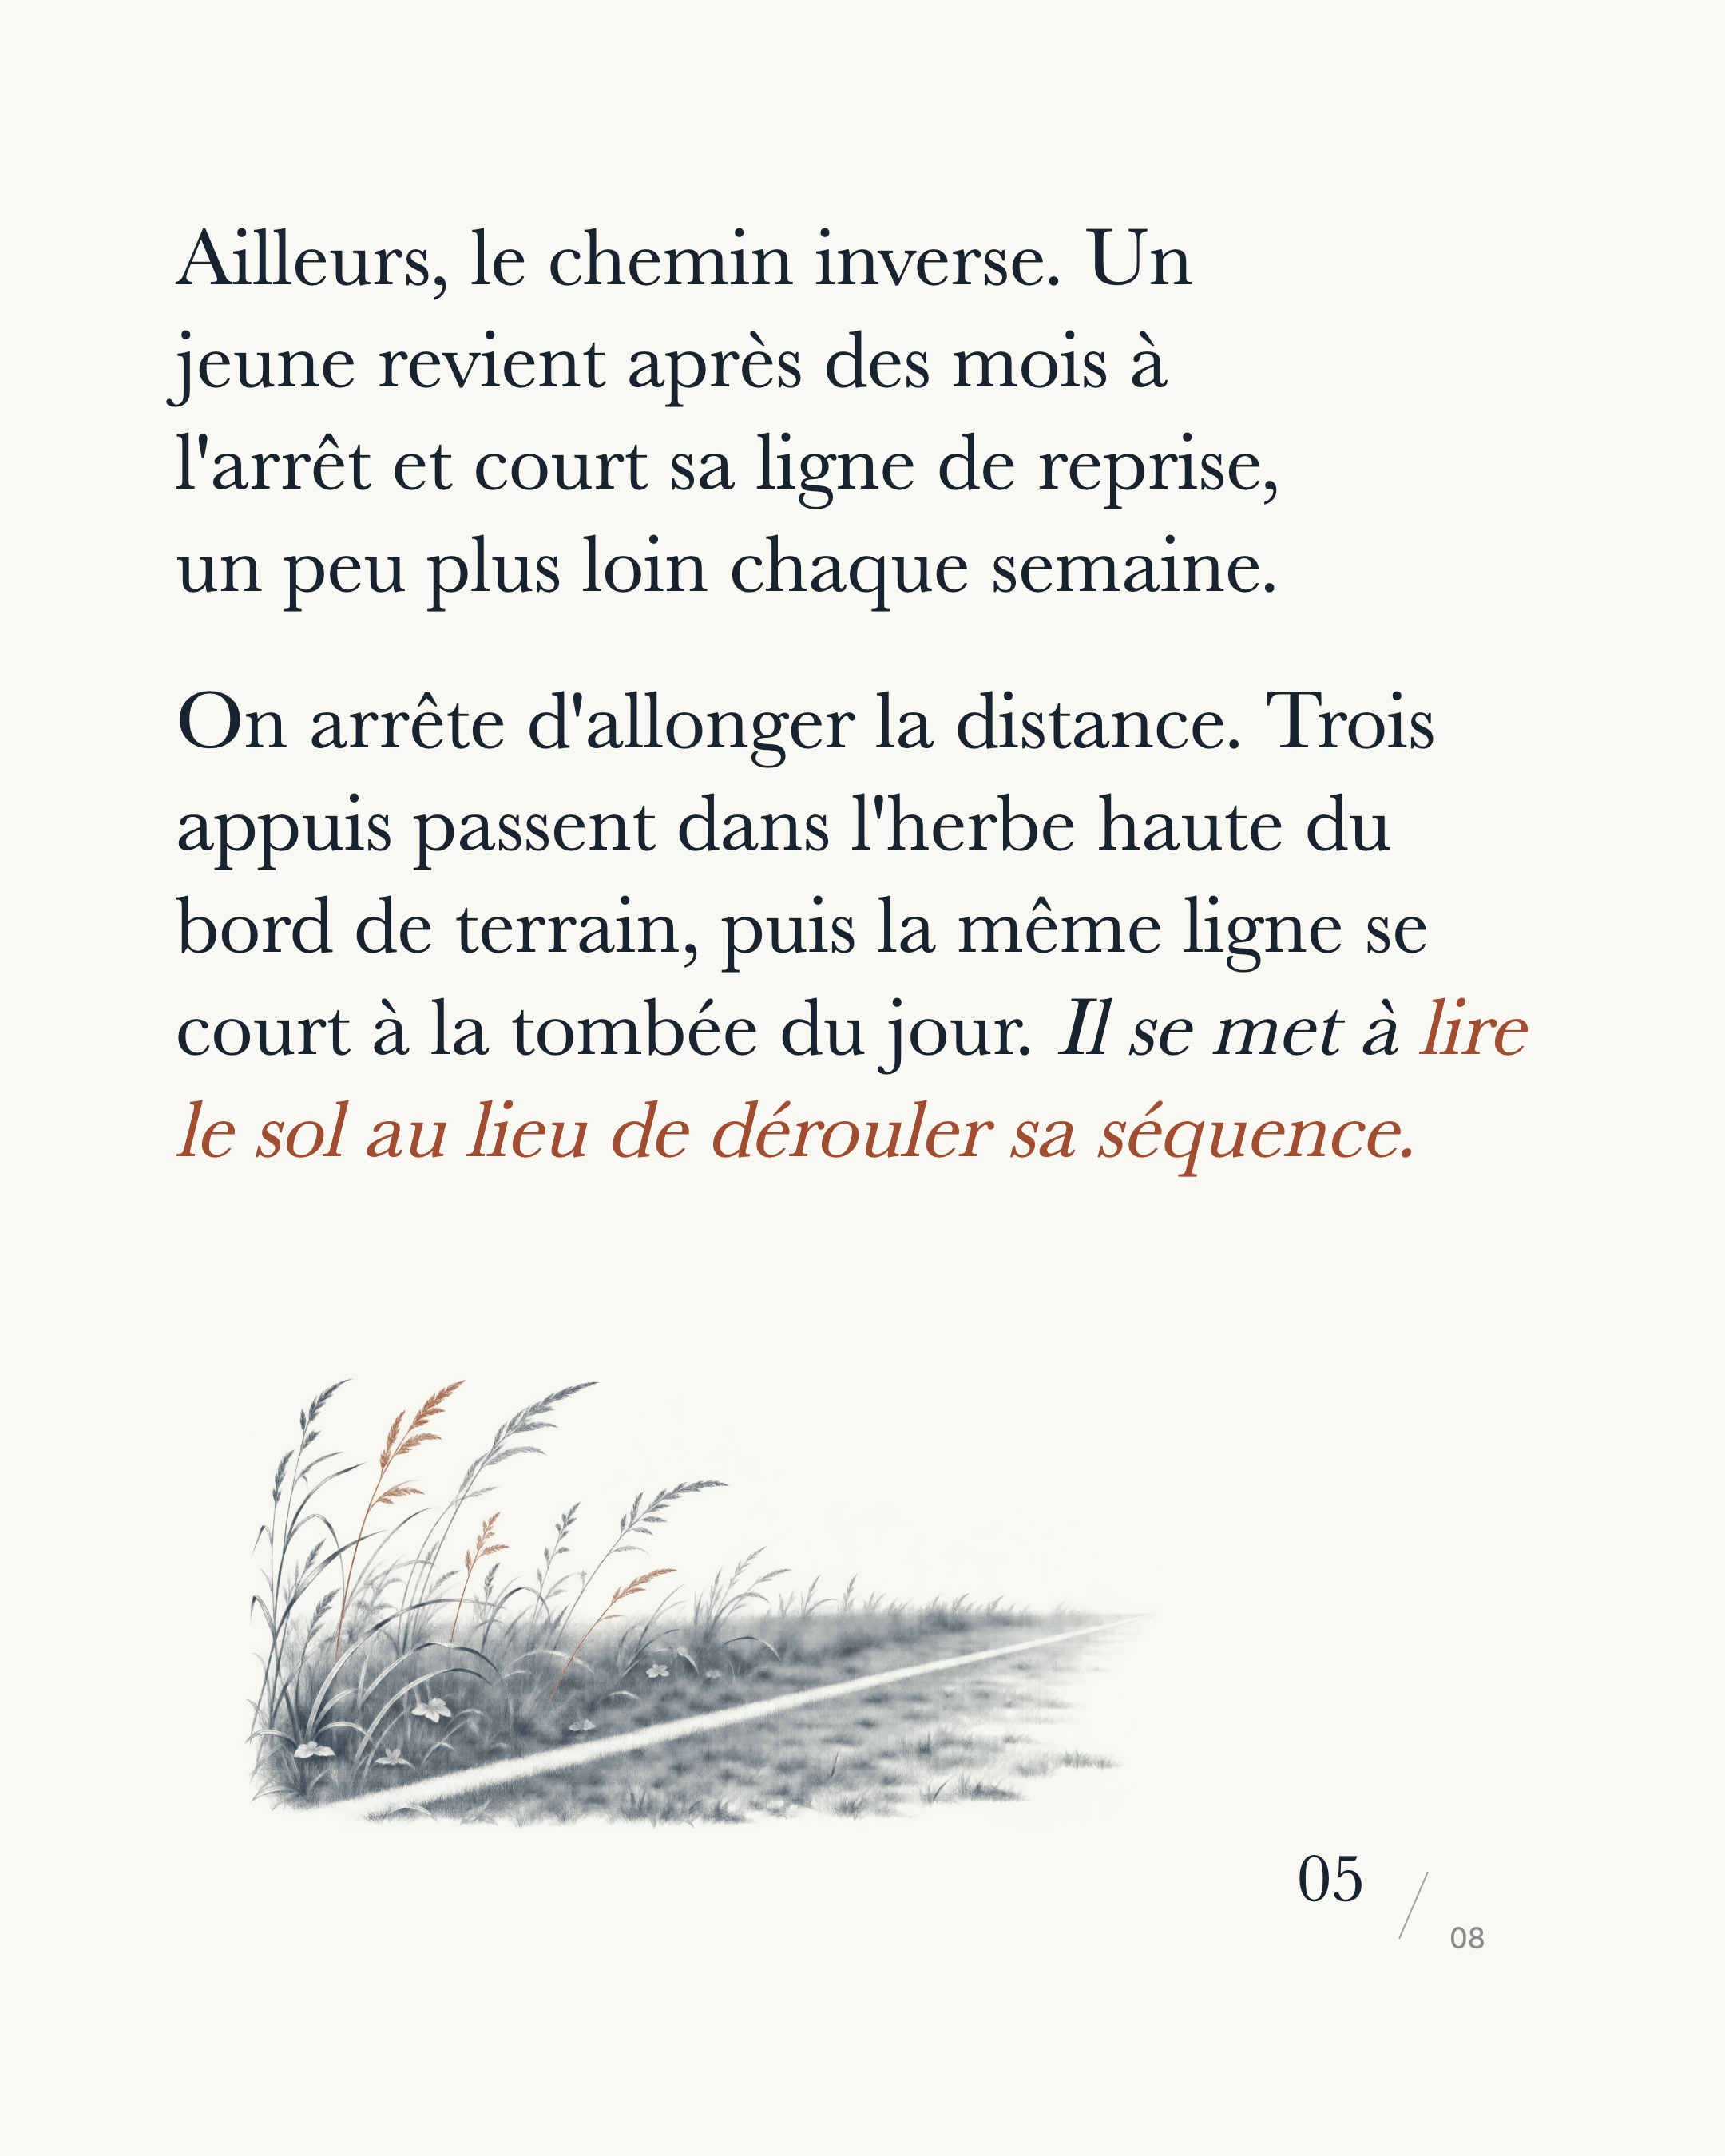 Ailleurs, le chemin inverse. Un
jeune revient après des mois à
l'arrêt et court sa ligne de reprise,
un peu plus loin chaque semaine.
On arrête d'allonger la distance. Trois
appuis passent dans l'herbe haute du
bord de terrain, puis la même ligne se
court à la tombée du jour. Il se met à lire
le sol au lieu de dérouler sa séquence.
05 / 08